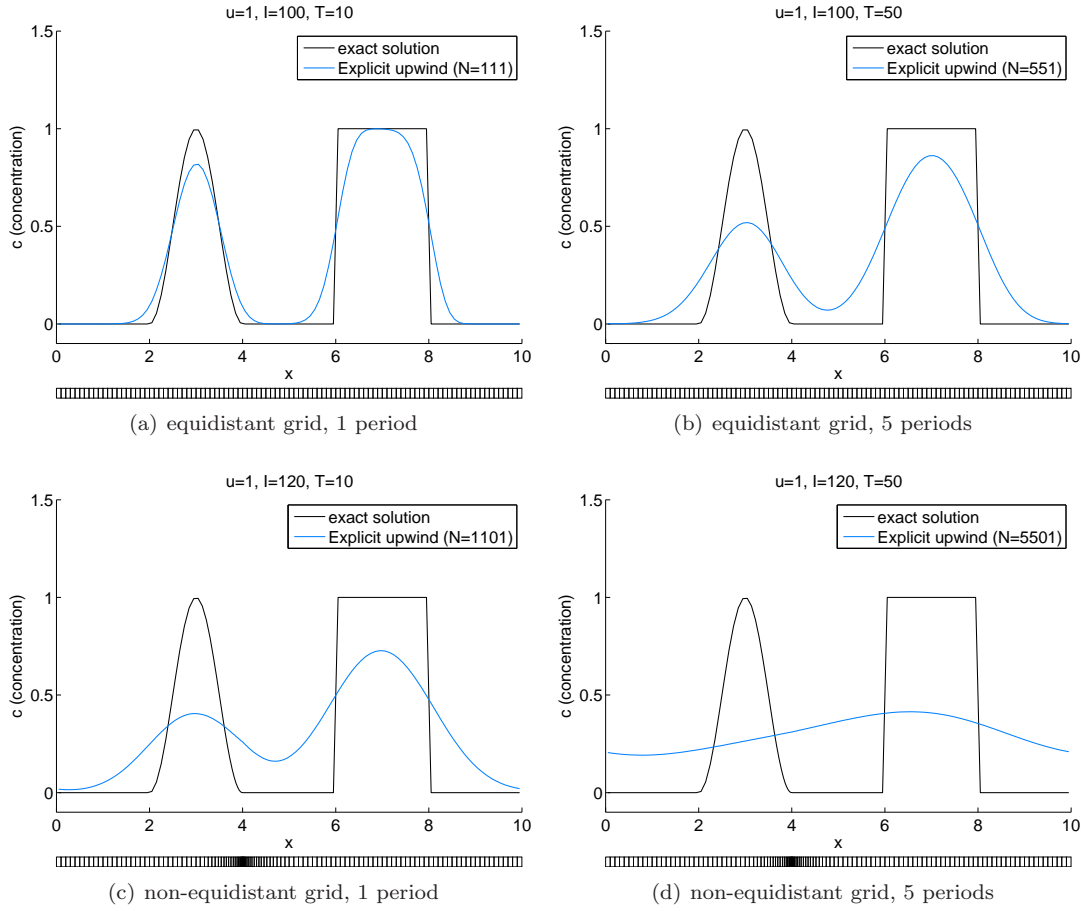 u=1, I=100, T=10
1.5
1
0.5
0
c (concentration)
exact solution
Explicit upwind (N=111)
0 2 4 6 8 10
x
(a) equidistant grid, 1 period
u=1, I=100, T=50
1.5
1
0.5
0
c (concentration)
exact solution
Explicit upwind (N=551)
0 2 4 6 8 10
x
(b) equidistant grid, 5 periods
u=1, I=120, T=10
1.5
1
0.5
0
c (concentration)
exact solution
Explicit upwind (N=1101)
0 2 4 6 8 10
x
(c) non-equidistant grid, 1 period
u=1, I=120, T=50
1.5
1
0.5
0
c (concentration)
exact solution
Explicit upwind (N=5501)
0 2 4 6 8 10
x
(d) non-equidistant grid, 5 periods